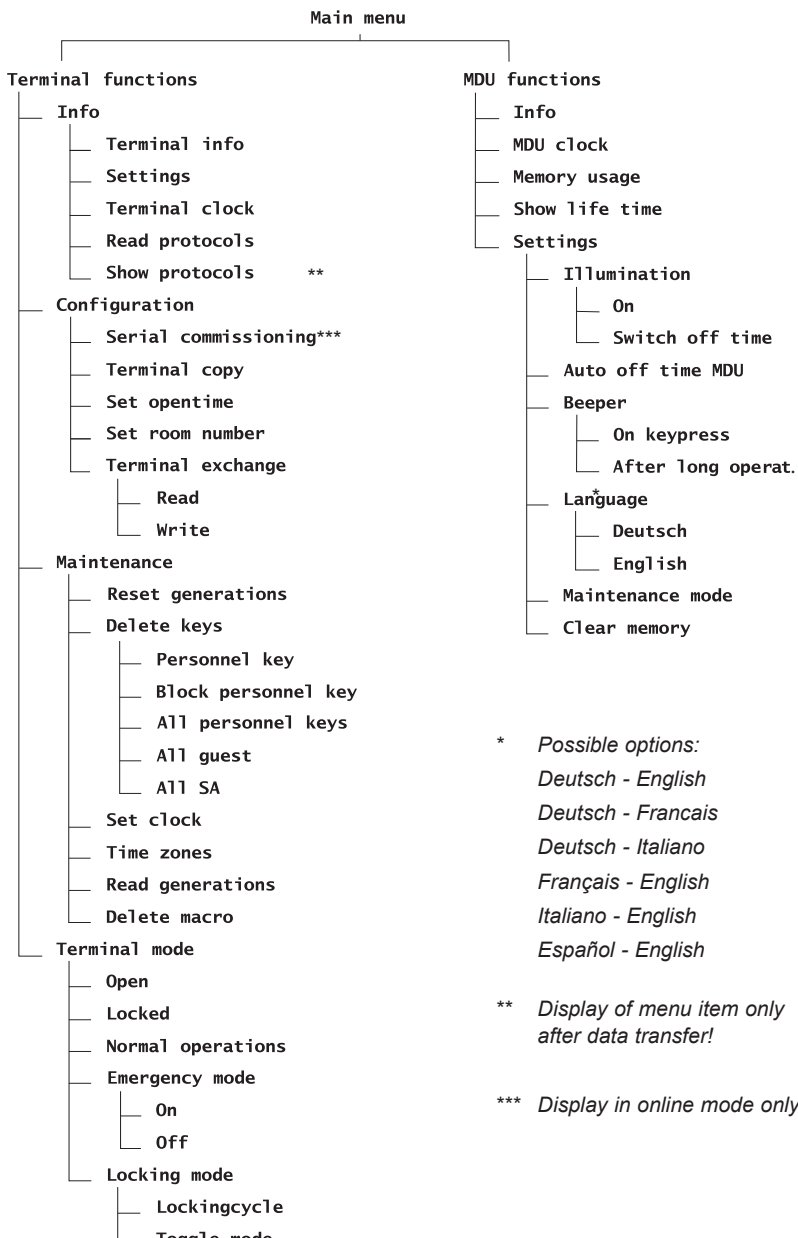 Main menu
Terminal functions
Info
Terminal info
Settings
Terminal clock
Read protocols
Show protocols **
Configuration
Serial commissioning***
Terminal copy
Set opentime
Set room number
Terminal exchange
Read
Write
Maintenance
Reset generations
Delete keys
Personnel key
Block personnel key
All personnel keys
All guest
All SA
Set clock
Time zones
Read generations
Delete macro
Terminal mode
Open
Locked
Normal operations
Emergency mode
On
Off
Locking mode
Lockingcycle
Toggle mode
MDU functions
Info
MDU clock
Memory usage
Show life time
Settings
Illumination
On
Switch off time
Auto off time MDU
Beeper
On keypress
After long operat.
Language*
Deutsch
English
Maintenance mode
Clear memory
* Possible options:
Deutsch - English
Deutsch - Francais
Deutsch - Italiano
Français - English
Italiano - English
Español - English
** Display of menu item only
after data transfer!
*** Display in online mode only